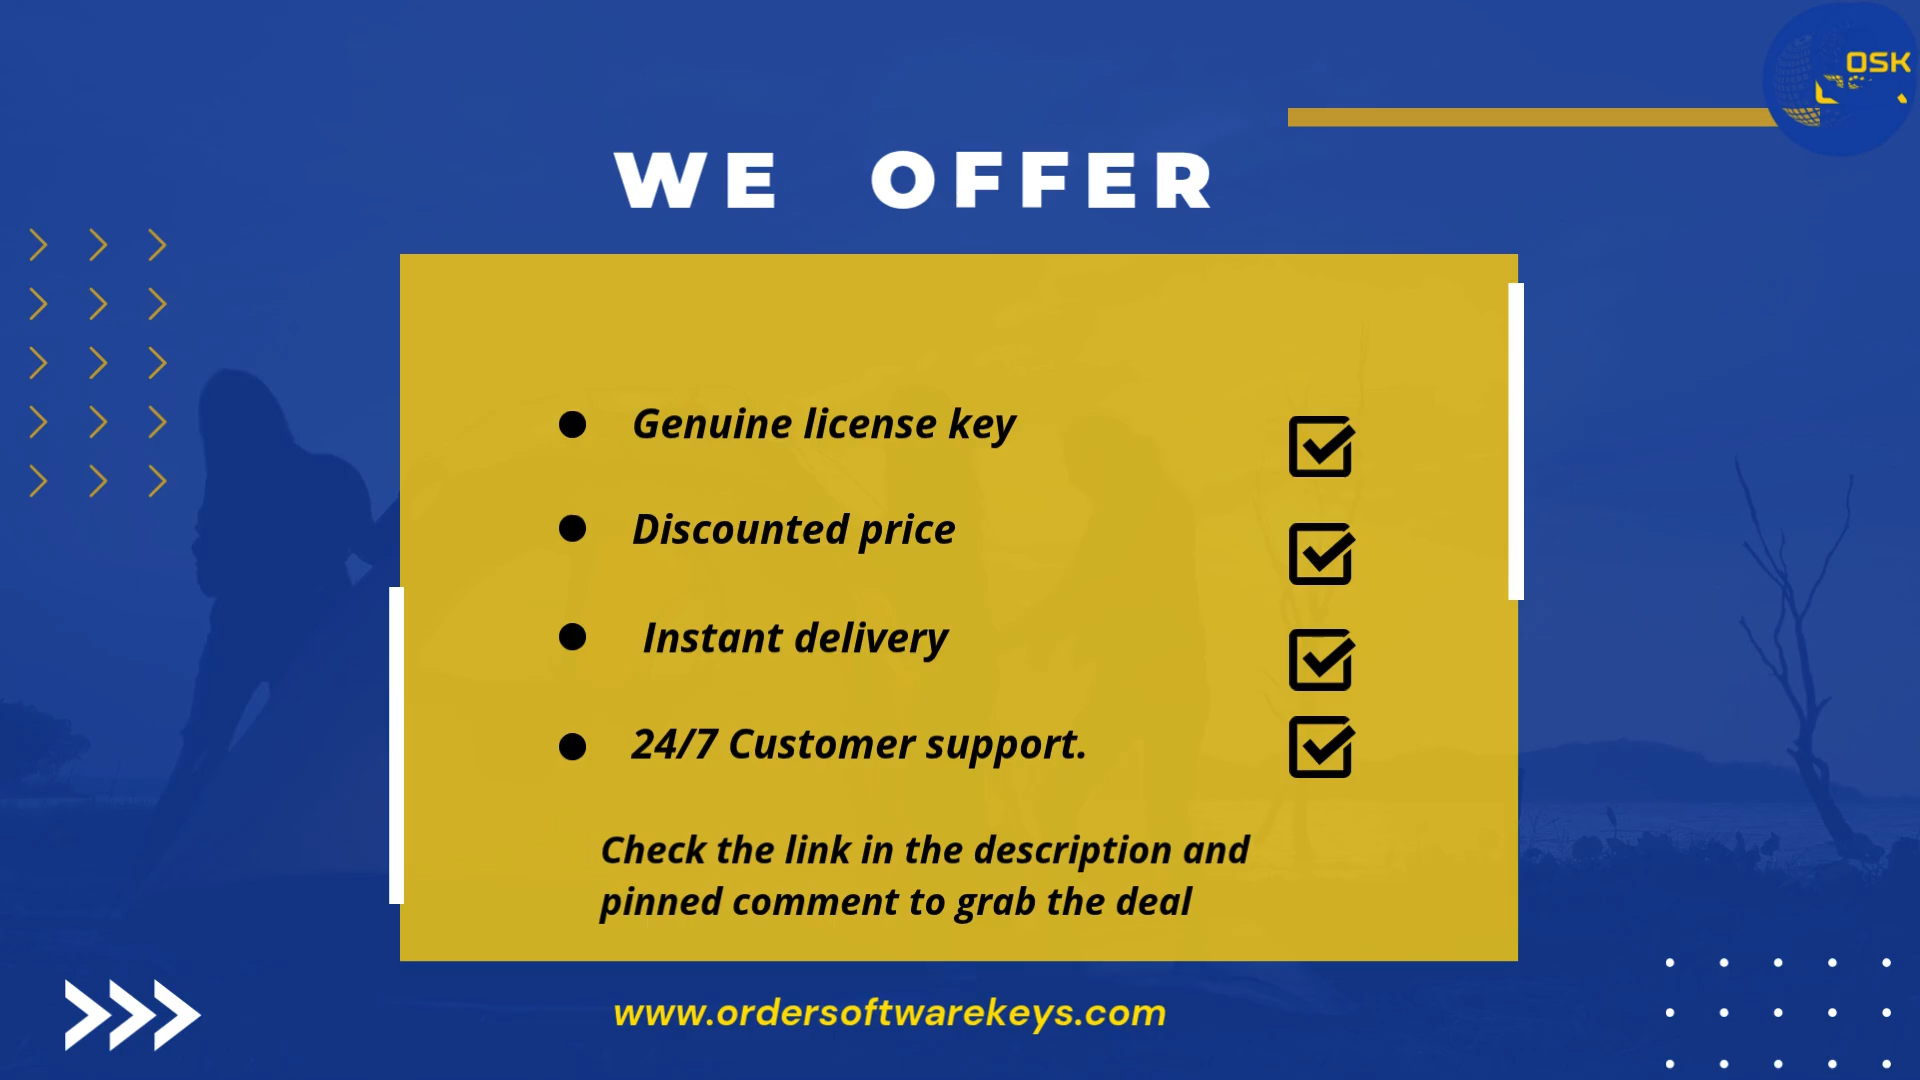 OSK
WE OFFER
Genuine license key
Discounted price
Instant delivery
24/7 Customer support.
Check the link in the description and
pinned comment to grab the deal
www.ordersoftwarekeys.com